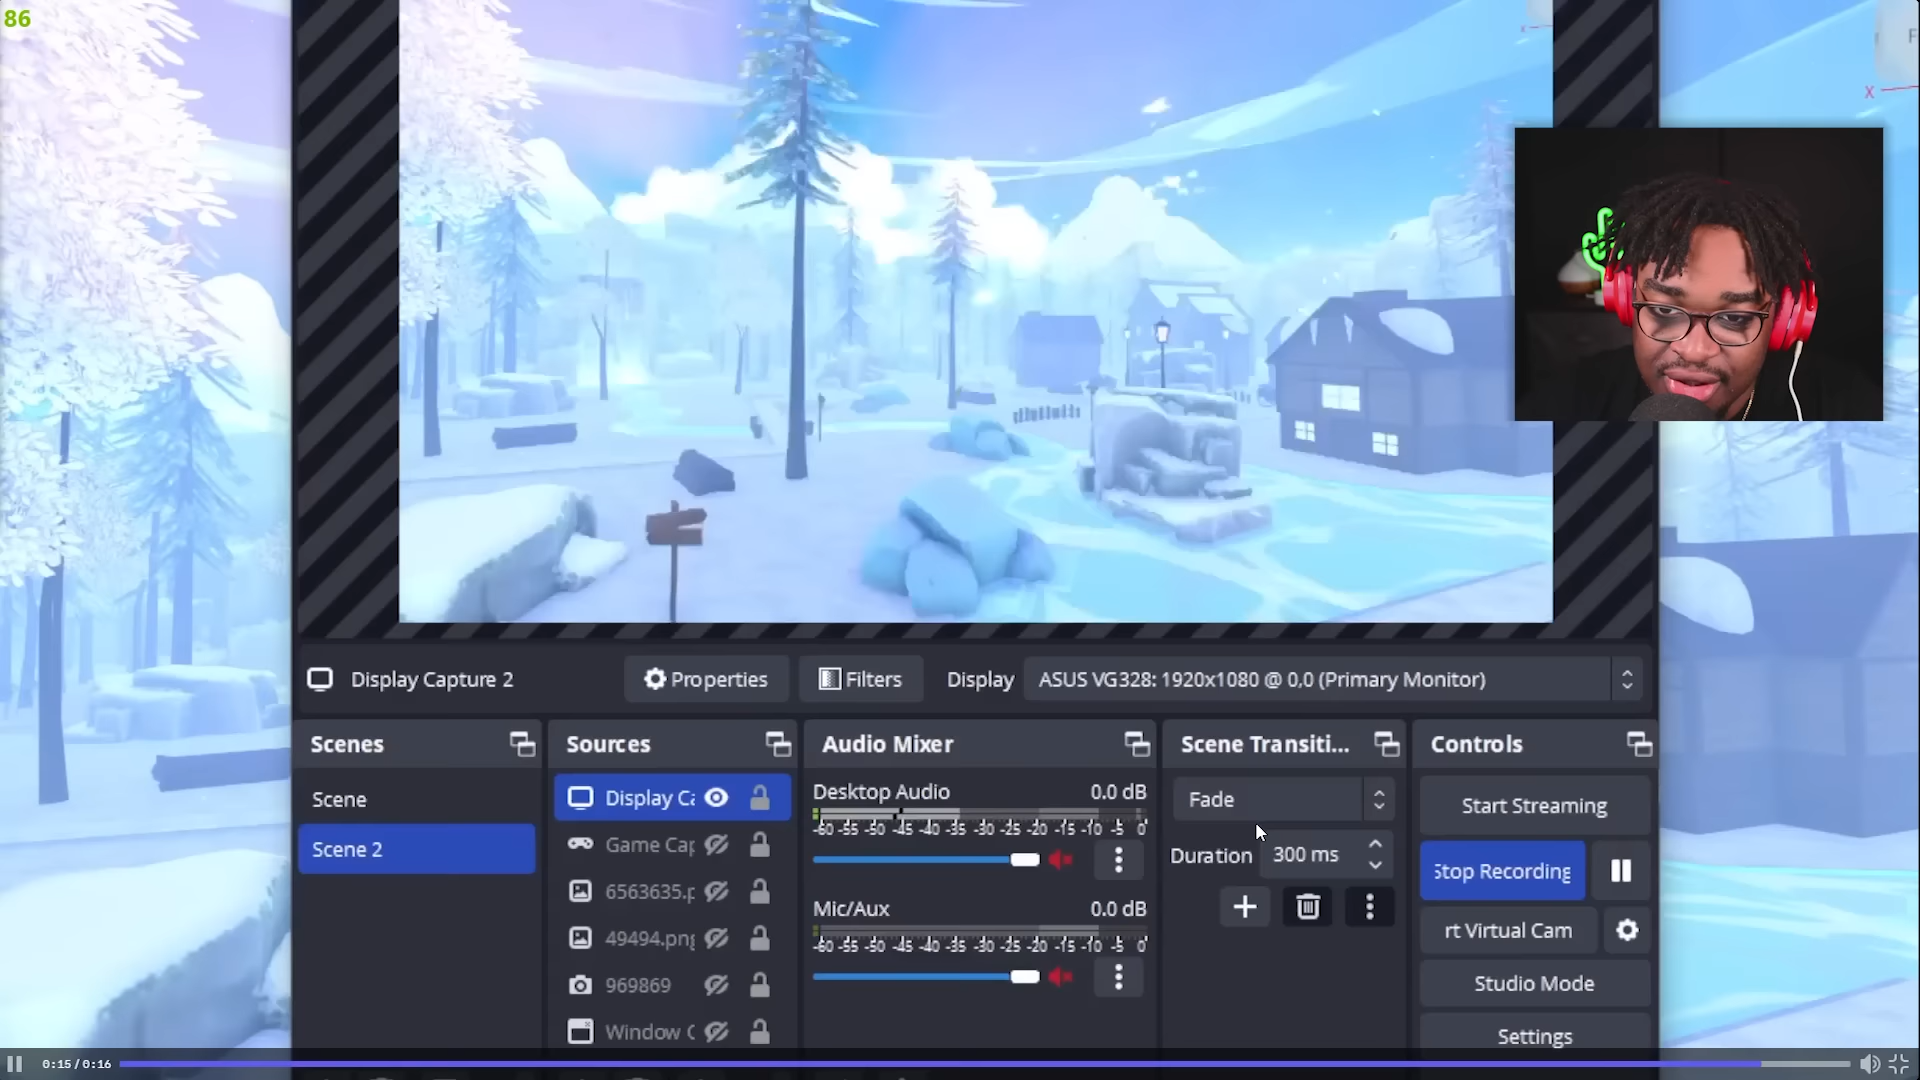 86
F
X
Display Capture 2
Properties
Filters
Display
ASUS VG328: 1920x1080 @ 0,0 (Primary Monitor)
Scenes
Scene
Scene 2
Sources
Display Ca
Game Cap
6563635.p
49494.png
969869
Window C
Audio Mixer
Desktop Audio
0.0 dB
-60 -55 -50 -45 -40 -35 -30 -25 -20 -15 -10 -5 0
Mic/Aux
0.0 dB
-60 -55 -50 -45 -40 -35 -30 -25 -20 -15 -10 -5 0
Scene Transiti...
Fade
Duration
300 ms
Controls
Start Streaming
Stop Recording
rt Virtual Cam
Studio Mode
Settings
0:15/0:16